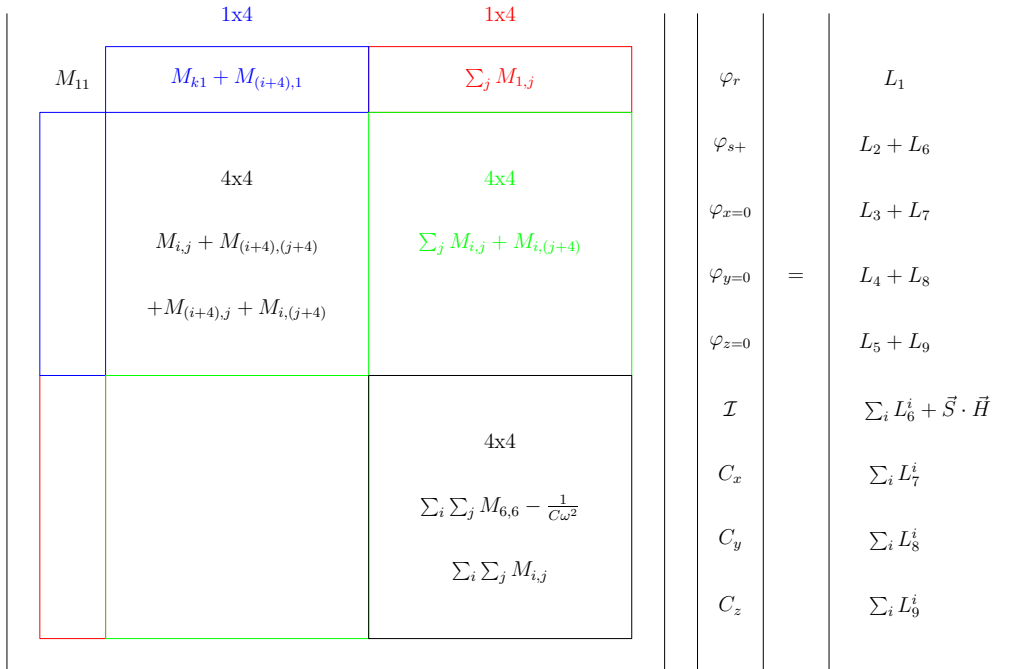 1x4 1x4
M_{11} M_{k1} + M_{(i+4),1} \sum_j M_{1,j} φ_r L_1
φ_{s+} L_2 + L_6
4x4 4x4
φ_{x=0} L_3 + L_7
M_{i,j} + M_{(i+4),(j+4)} \sum_j M_{i,j} + M_{i,(j+4)}
φ_{y=0} = L_4 + L_8
+M_{(i+4),j} + M_{i,(j+4)}
φ_{z=0} L_5 + L_9
\mathcal{I} \sum_i L_6^i + \vec{S} · \vec{H}
4x4
C_x \sum_i L_7^i
\sum_i \sum_j M_{6,6} − \frac{1}{Cω^2}
C_y \sum_i L_8^i
\sum_i \sum_j M_{i,j}
C_z \sum_i L_9^i